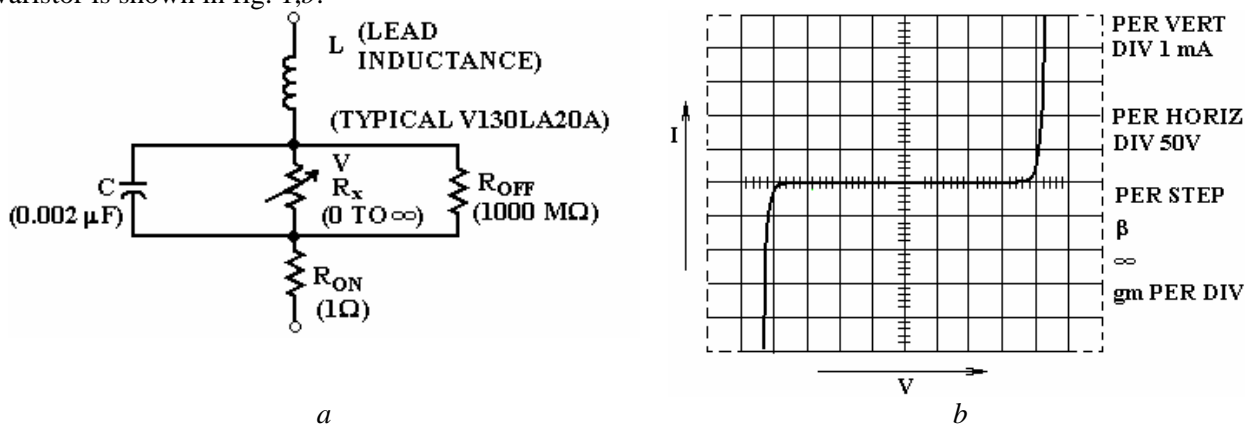 varistor is shown in fig. 1,b.
L (LEAD
INDUCTANCE)
(TYPICAL V130LA20A)
C
(0.002 μF)
V
Rx
(0 TO ∞)
ROFF
(1000 MΩ)
RON
(1Ω)
a
I
V
PER VERT
DIV 1 mA
PER HORIZ
DIV 50V
PER STEP
β
∞
gm PER DIV
b